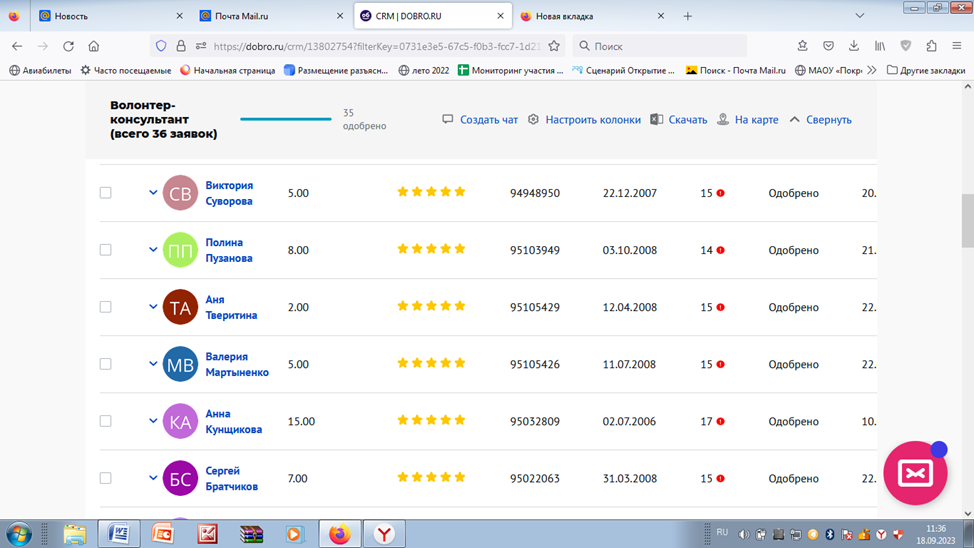 Новость
Почта Mail.ru
CRM | DOBRO.RU
Новая вкладка
https://dobro.ru/crm/13802754?filterKey=0731e3e5-67c5-f0b3-fcc7-1d21
Поиск
Авиабилеты
Часто посещаемые
Начальная страница
Размещение разъясн...
лето 2022
Мониторинг участия ...
Сценарий Открытие ...
Поиск - Почта Mail.ru
МАОУ «Покр
Другие закладки
Волонтер-
консультант
(всего 36 заявок)
35
одобрено
Создать чат
Настроить колонки
Скачать
На карте
Свернуть
СВ Виктория Суворова 5.00 94948950 22.12.2007 15 Одобрено 20.
ПП Полина Пузанова 8.00 95103949 03.10.2008 14 Одобрено 21.
ТА Аня Тверитина 2.00 95105429 12.04.2008 15 Одобрено 22.
МВ Валерия Мартыненко 5.00 95105426 11.07.2008 15 Одобрено 22.
КА Анна Кунщикова 15.00 95032809 02.07.2006 17 Одобрено 10.
БС Сергей Братчиков 7.00 95022063 31.03.2008 15 Одобрено 22.
RU
11:36
18.09.2023